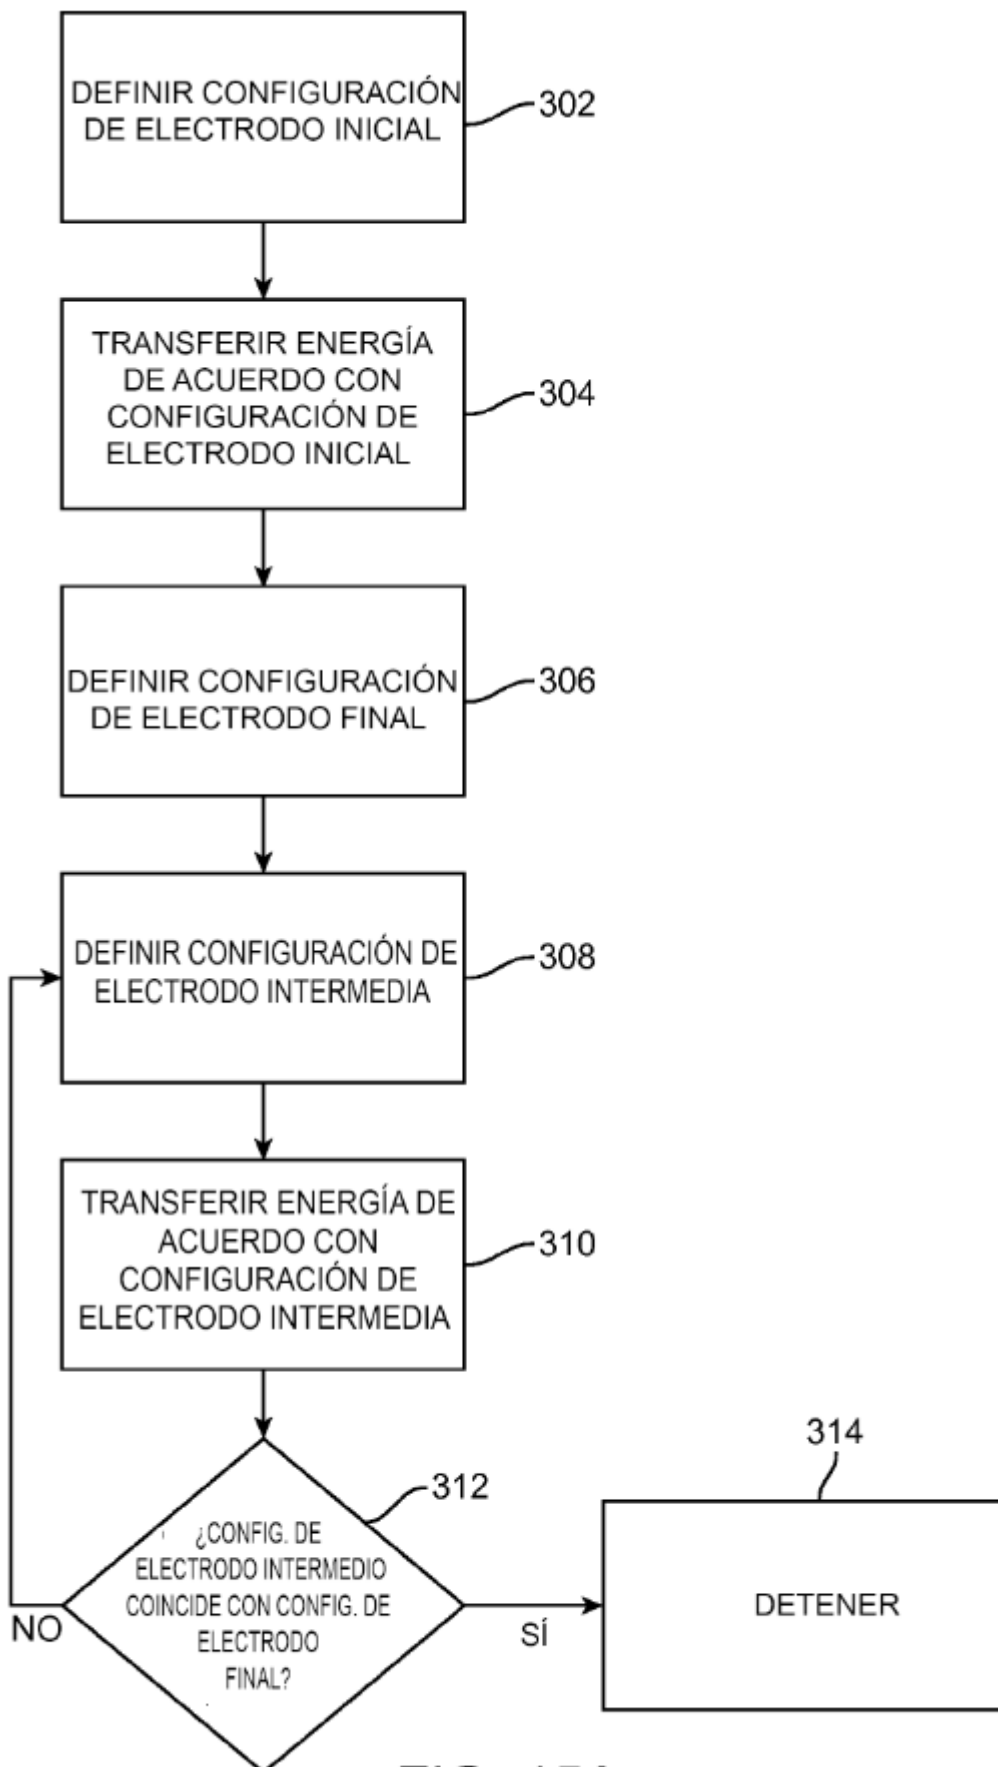 DEFINIR CONFIGURACIÓN
DE ELECTRODO INICIAL
302
TRANSFERIR ENERGÍA
DE ACUERDO CON
CONFIGURACIÓN DE
ELECTRODO INICIAL
304
DEFINIR CONFIGURACIÓN
DE ELECTRODO FINAL
306
DEFINIR CONFIGURACIÓN DE
ELECTRODO INTERMEDIA
308
TRANSFERIR ENERGÍA DE
ACUERDO CON
CONFIGURACIÓN DE
ELECTRODO INTERMEDIA
310
312
¿CONFIG. DE
ELECTRODO INTERMEDIO
COINCIDE CON CONFIG. DE
ELECTRODO
FINAL?
NO
SÍ
314
DETENER